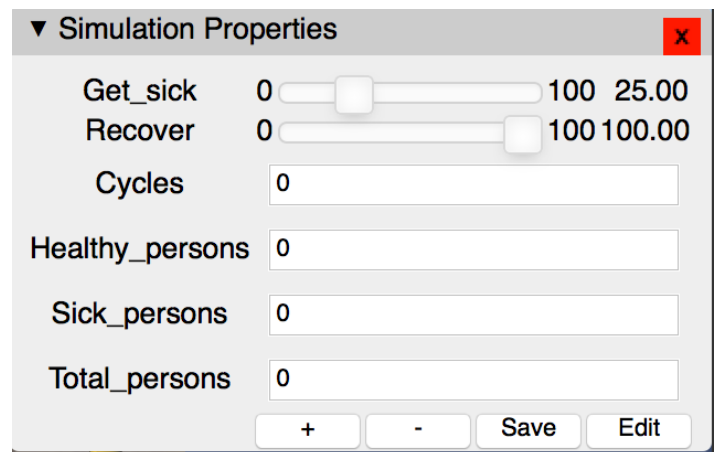 ▼ Simulation Properties x
Get_sick 0 100 25.00
Recover 0 100 100.00
Cycles 0
Healthy_persons 0
Sick_persons 0
Total_persons 0
+ - Save Edit